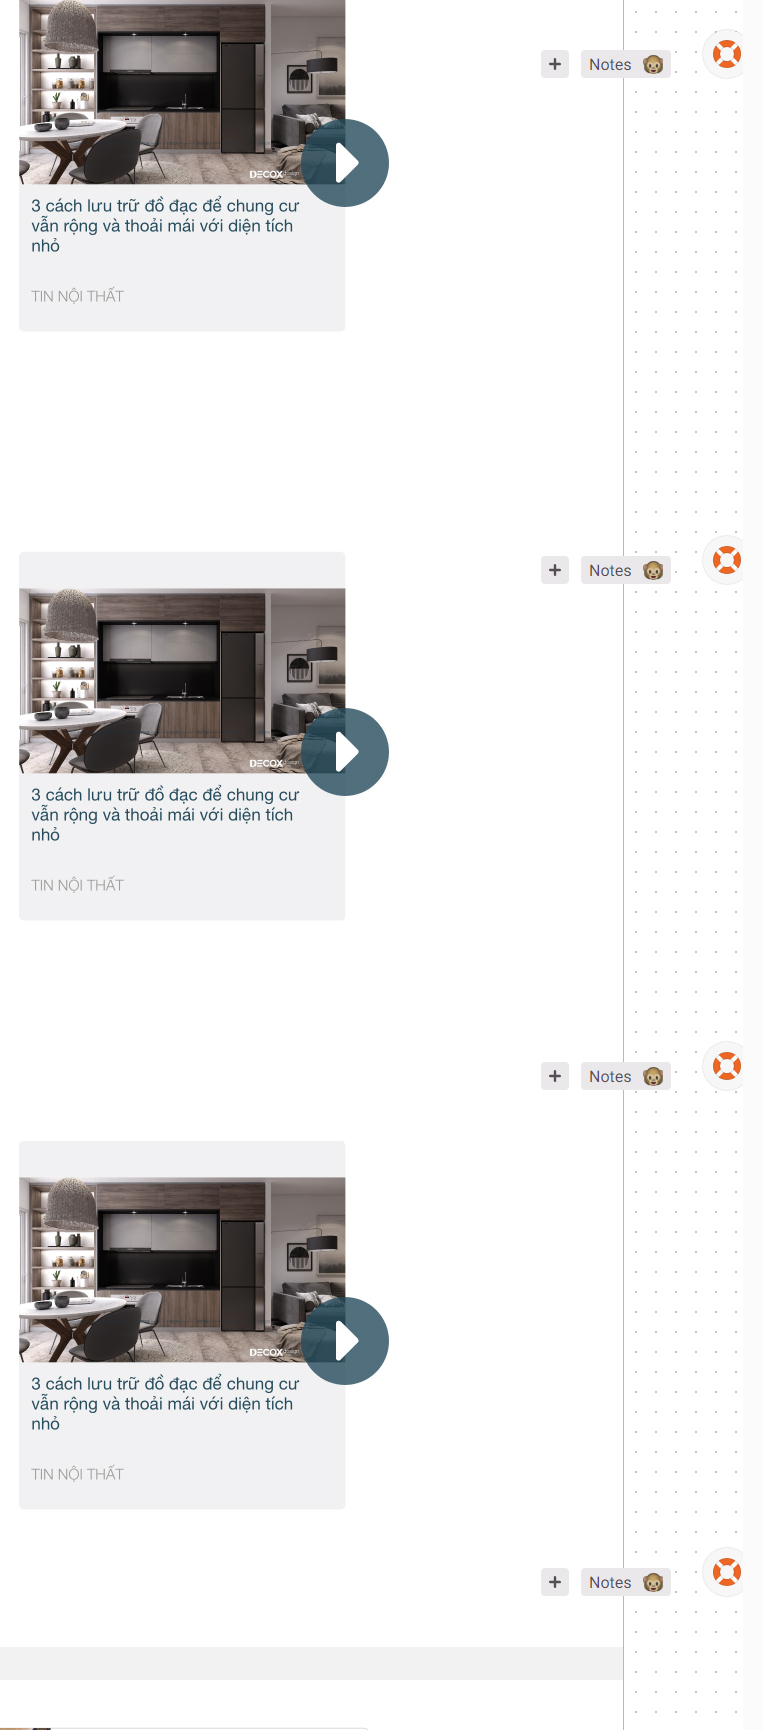 Notes
DECOXdesign
3 cách lưu trữ đồ đạc để chung cư
vẫn rộng và thoải mái với diện tích
nhỏ
TIN NỘI THẤT
Notes
DECOXdesign
3 cách lưu trữ đồ đạc để chung cư
vẫn rộng và thoải mái với diện tích
nhỏ
TIN NỘI THẤT
Notes
DECOXdesign
3 cách lưu trữ đồ đạc để chung cư
vẫn rộng và thoải mái với diện tích
nhỏ
TIN NỘI THẤT
Notes